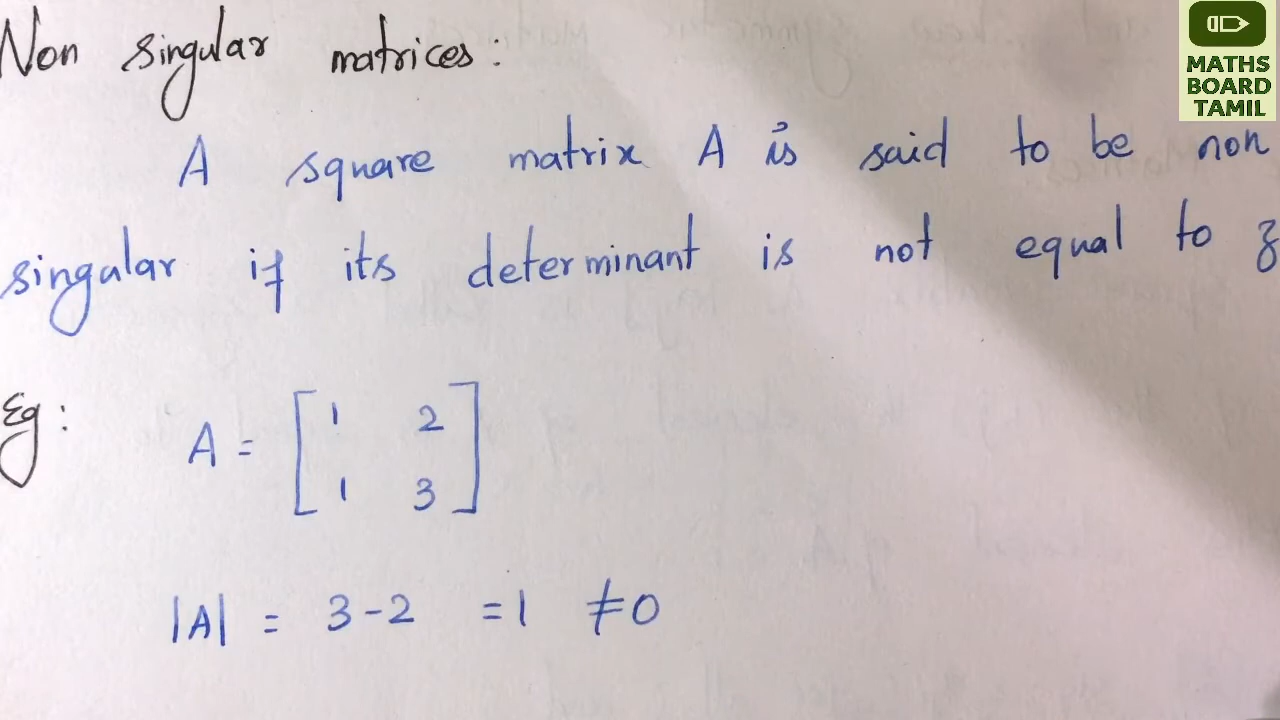 Non singular matrices:
MATHS
BOARD
TAMIL
A square matrix A is said to be non
singular if its determinant is not equal to z
Eg: A = [ 1 2
1 3 ]
|A| = 3-2 =1 ≠0